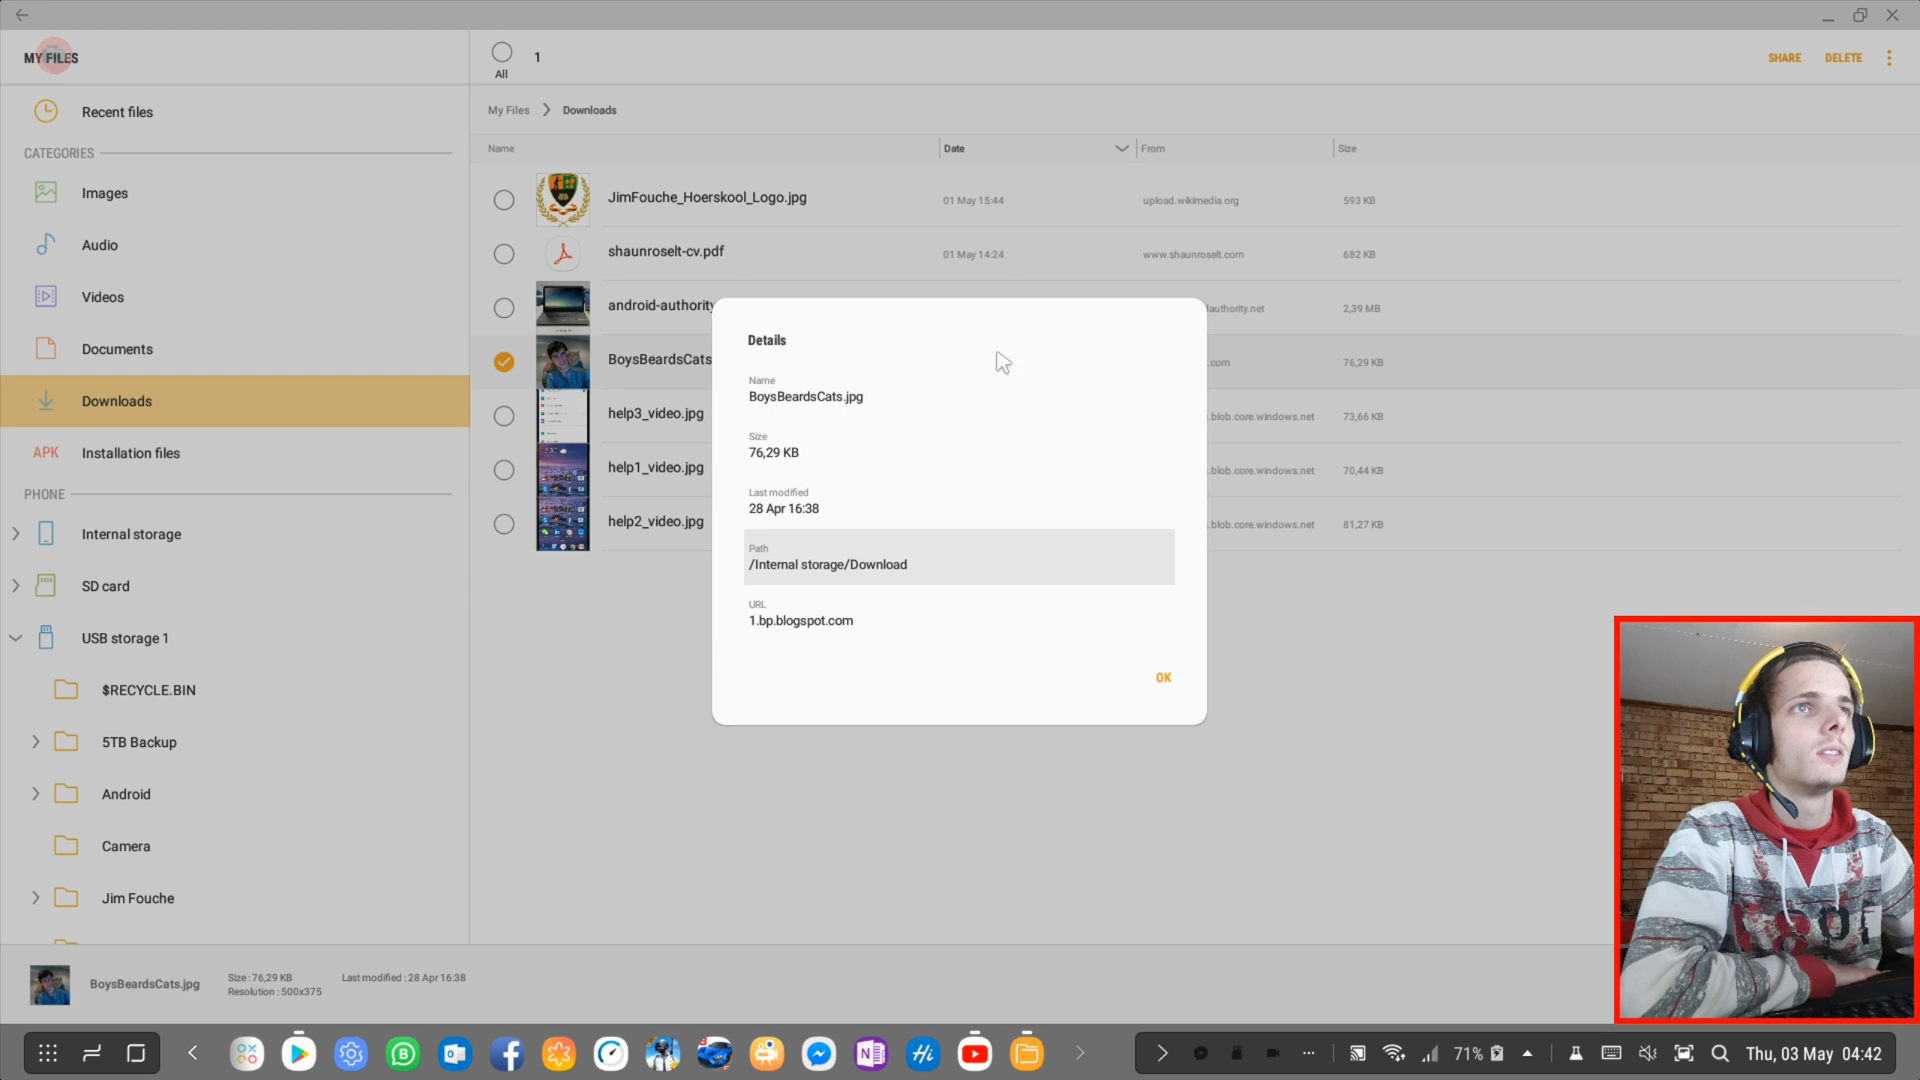 MY FILES
All
1
SHARE
DELETE
Recent files
CATEGORIES
Images
Audio
Videos
Documents
Downloads
APK
Installation files
PHONE
Internal storage
SD card
USB storage 1
$RECYCLE.BIN
5TB Backup
Android
Camera
Jim Fouche
My Files
Downloads
Name
Date
From
Size
JimFouche_Hoerskool_Logo.jpg
01 May 15:44
upload.wikimedia.org
593 KB
shaunroselt-cv.pdf
01 May 14:24
www.shaunroselt.com
682 KB
android-authority
authority.net
2,39 MB
BoysBeardsCats
.com
76,29 KB
help3_video.jpg
.blob.core.windows.net
73,66 KB
help1_video.jpg
.blob.core.windows.net
70,44 KB
help2_video.jpg
.blob.core.windows.net
81,27 KB
Details
Name
BoysBeardsCats.jpg
Size
76,29 KB
Last modified
28 Apr 16:38
Path
/Internal storage/Download
URL
1.bp.blogspot.com
OK
BoysBeardsCats.jpg
Size : 76,29 KB
Resolution : 500x375
Last modified : 28 Apr 16:38
Hi
71%
Thu, 03 May 04:42